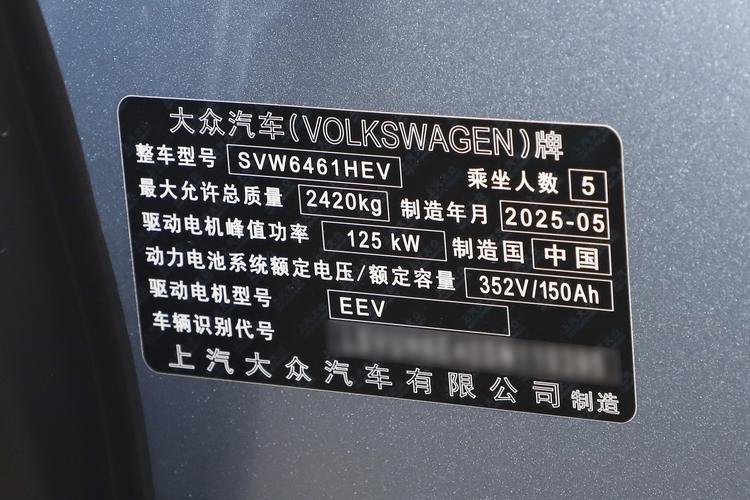 大众汽车(VOLKSWAGEN)牌
整车型号 SVW6461HEV 乘坐人数 5
最大允许总质量 2420kg 制造年月 2025-05
驱动电机峰值功率 125 kW 制造国 中国
动力电池系统额定电压/额定容量 352V/150Ah
驱动电机型号 EEV
车辆识别代号
上汽大众汽车有限公司 制造